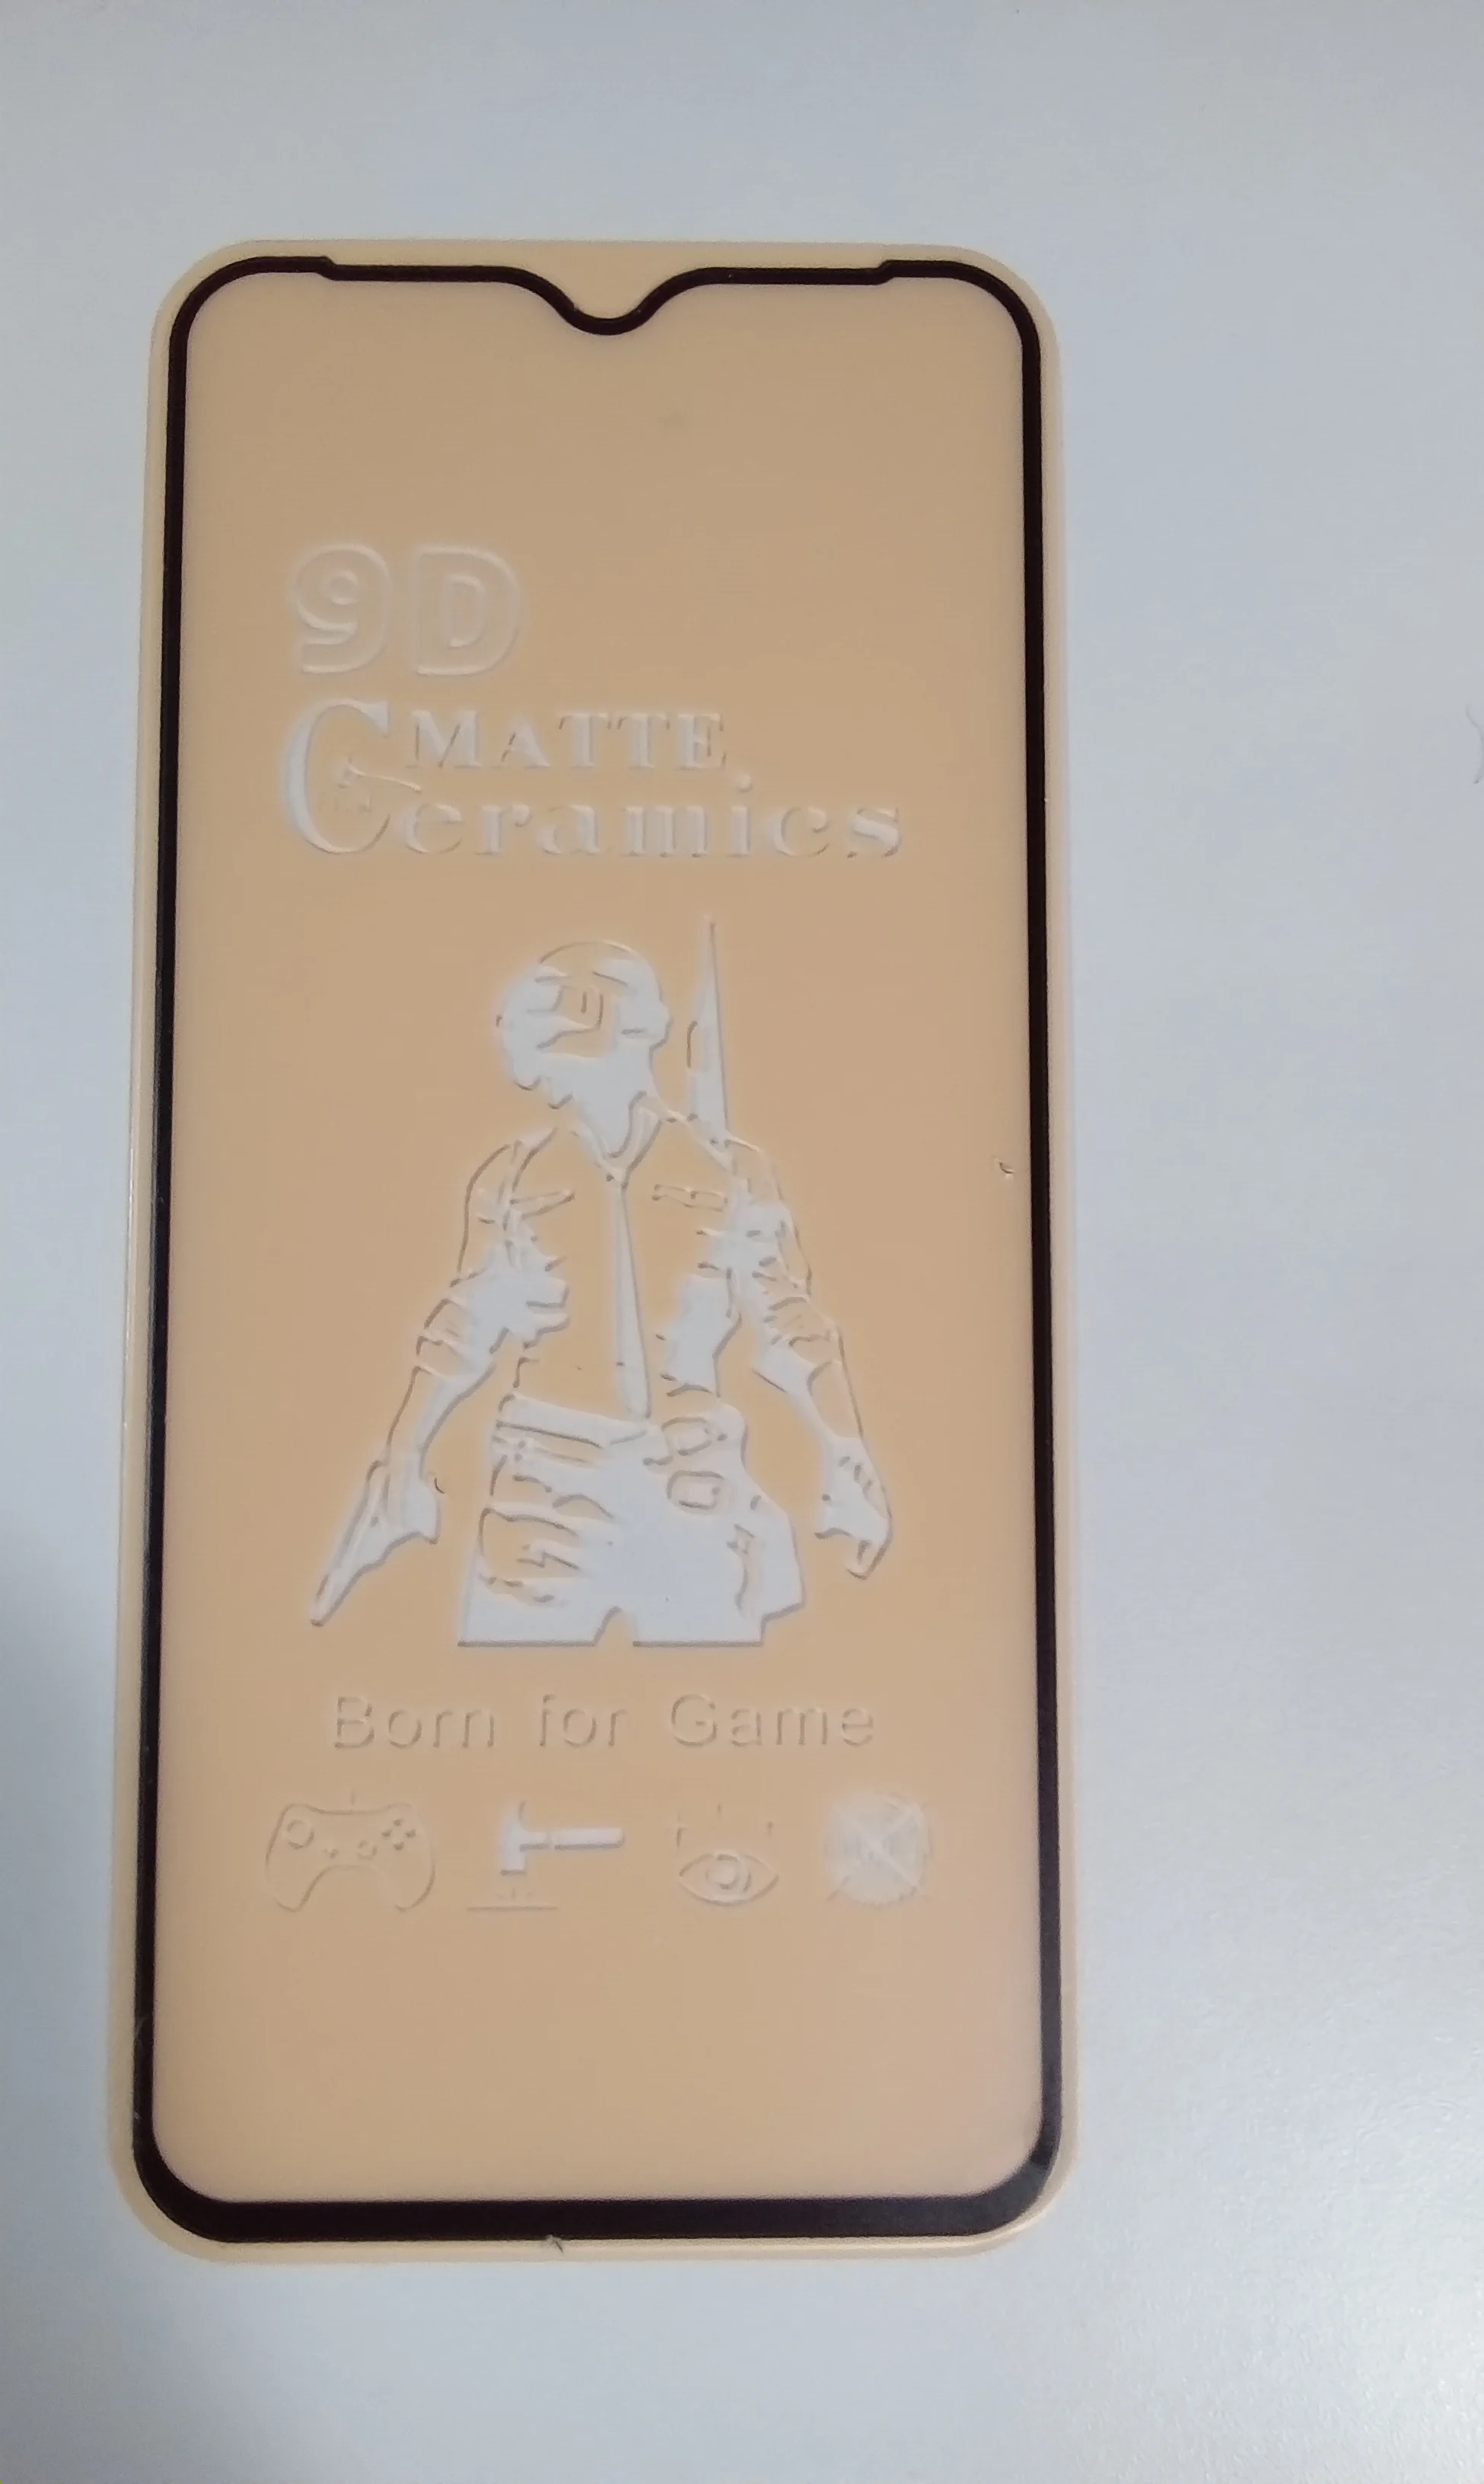 9D
MATTE
Ceramics
Born for Game